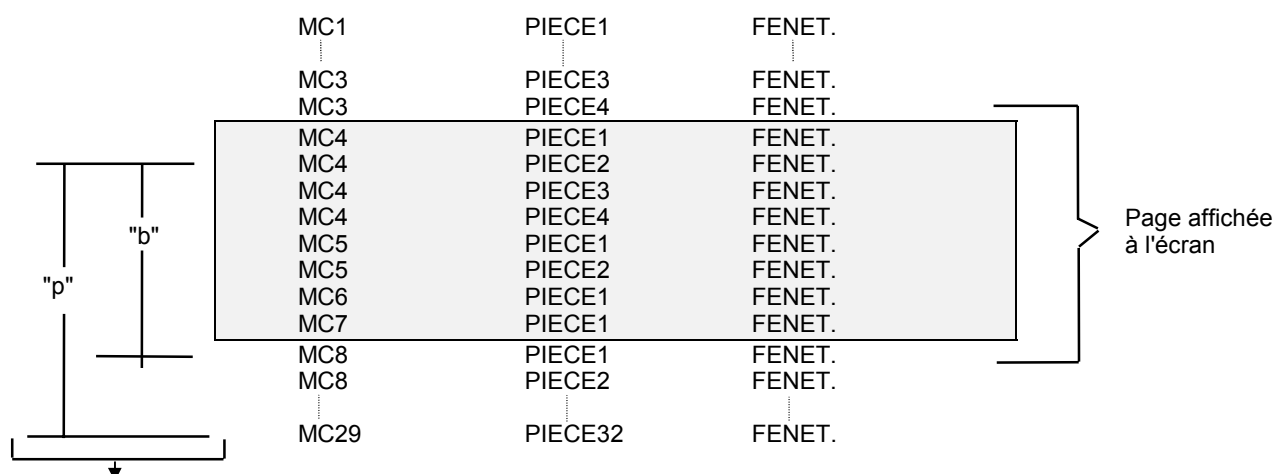 MC1 PIECE1 FENET.
MC3 PIECE3 FENET.
MC3 PIECE4 FENET.
MC4 PIECE1 FENET.
MC4 PIECE2 FENET.
MC4 PIECE3 FENET.
MC4 PIECE4 FENET.
MC5 PIECE1 FENET.
MC5 PIECE2 FENET.
MC6 PIECE1 FENET.
MC7 PIECE1 FENET.
MC8 PIECE1 FENET.
MC8 PIECE2 FENET.
MC29 PIECE32 FENET.
"b"
"p"
Page affichée
à l'écran